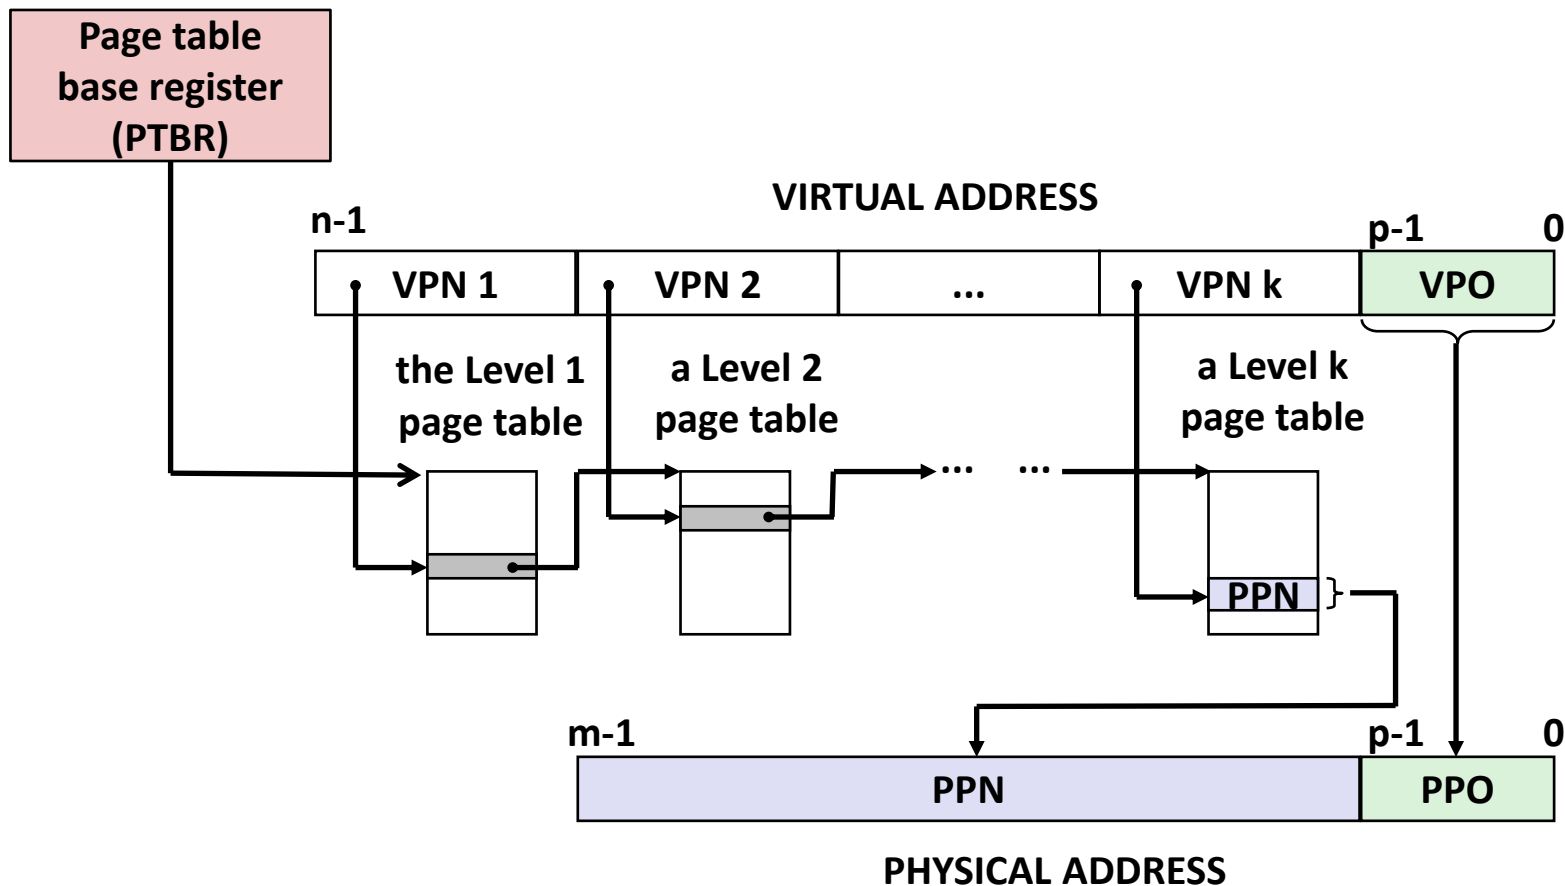 Page table
base register
(PTBR)
VIRTUAL ADDRESS
n-1
p-1
0
VPN 1
VPN 2
...
VPN k
VPO
the Level 1
page table
a Level 2
page table
a Level k
page table
...
...
PPN
m-1
p-1
0
PPN
PPO
PHYSICAL ADDRESS